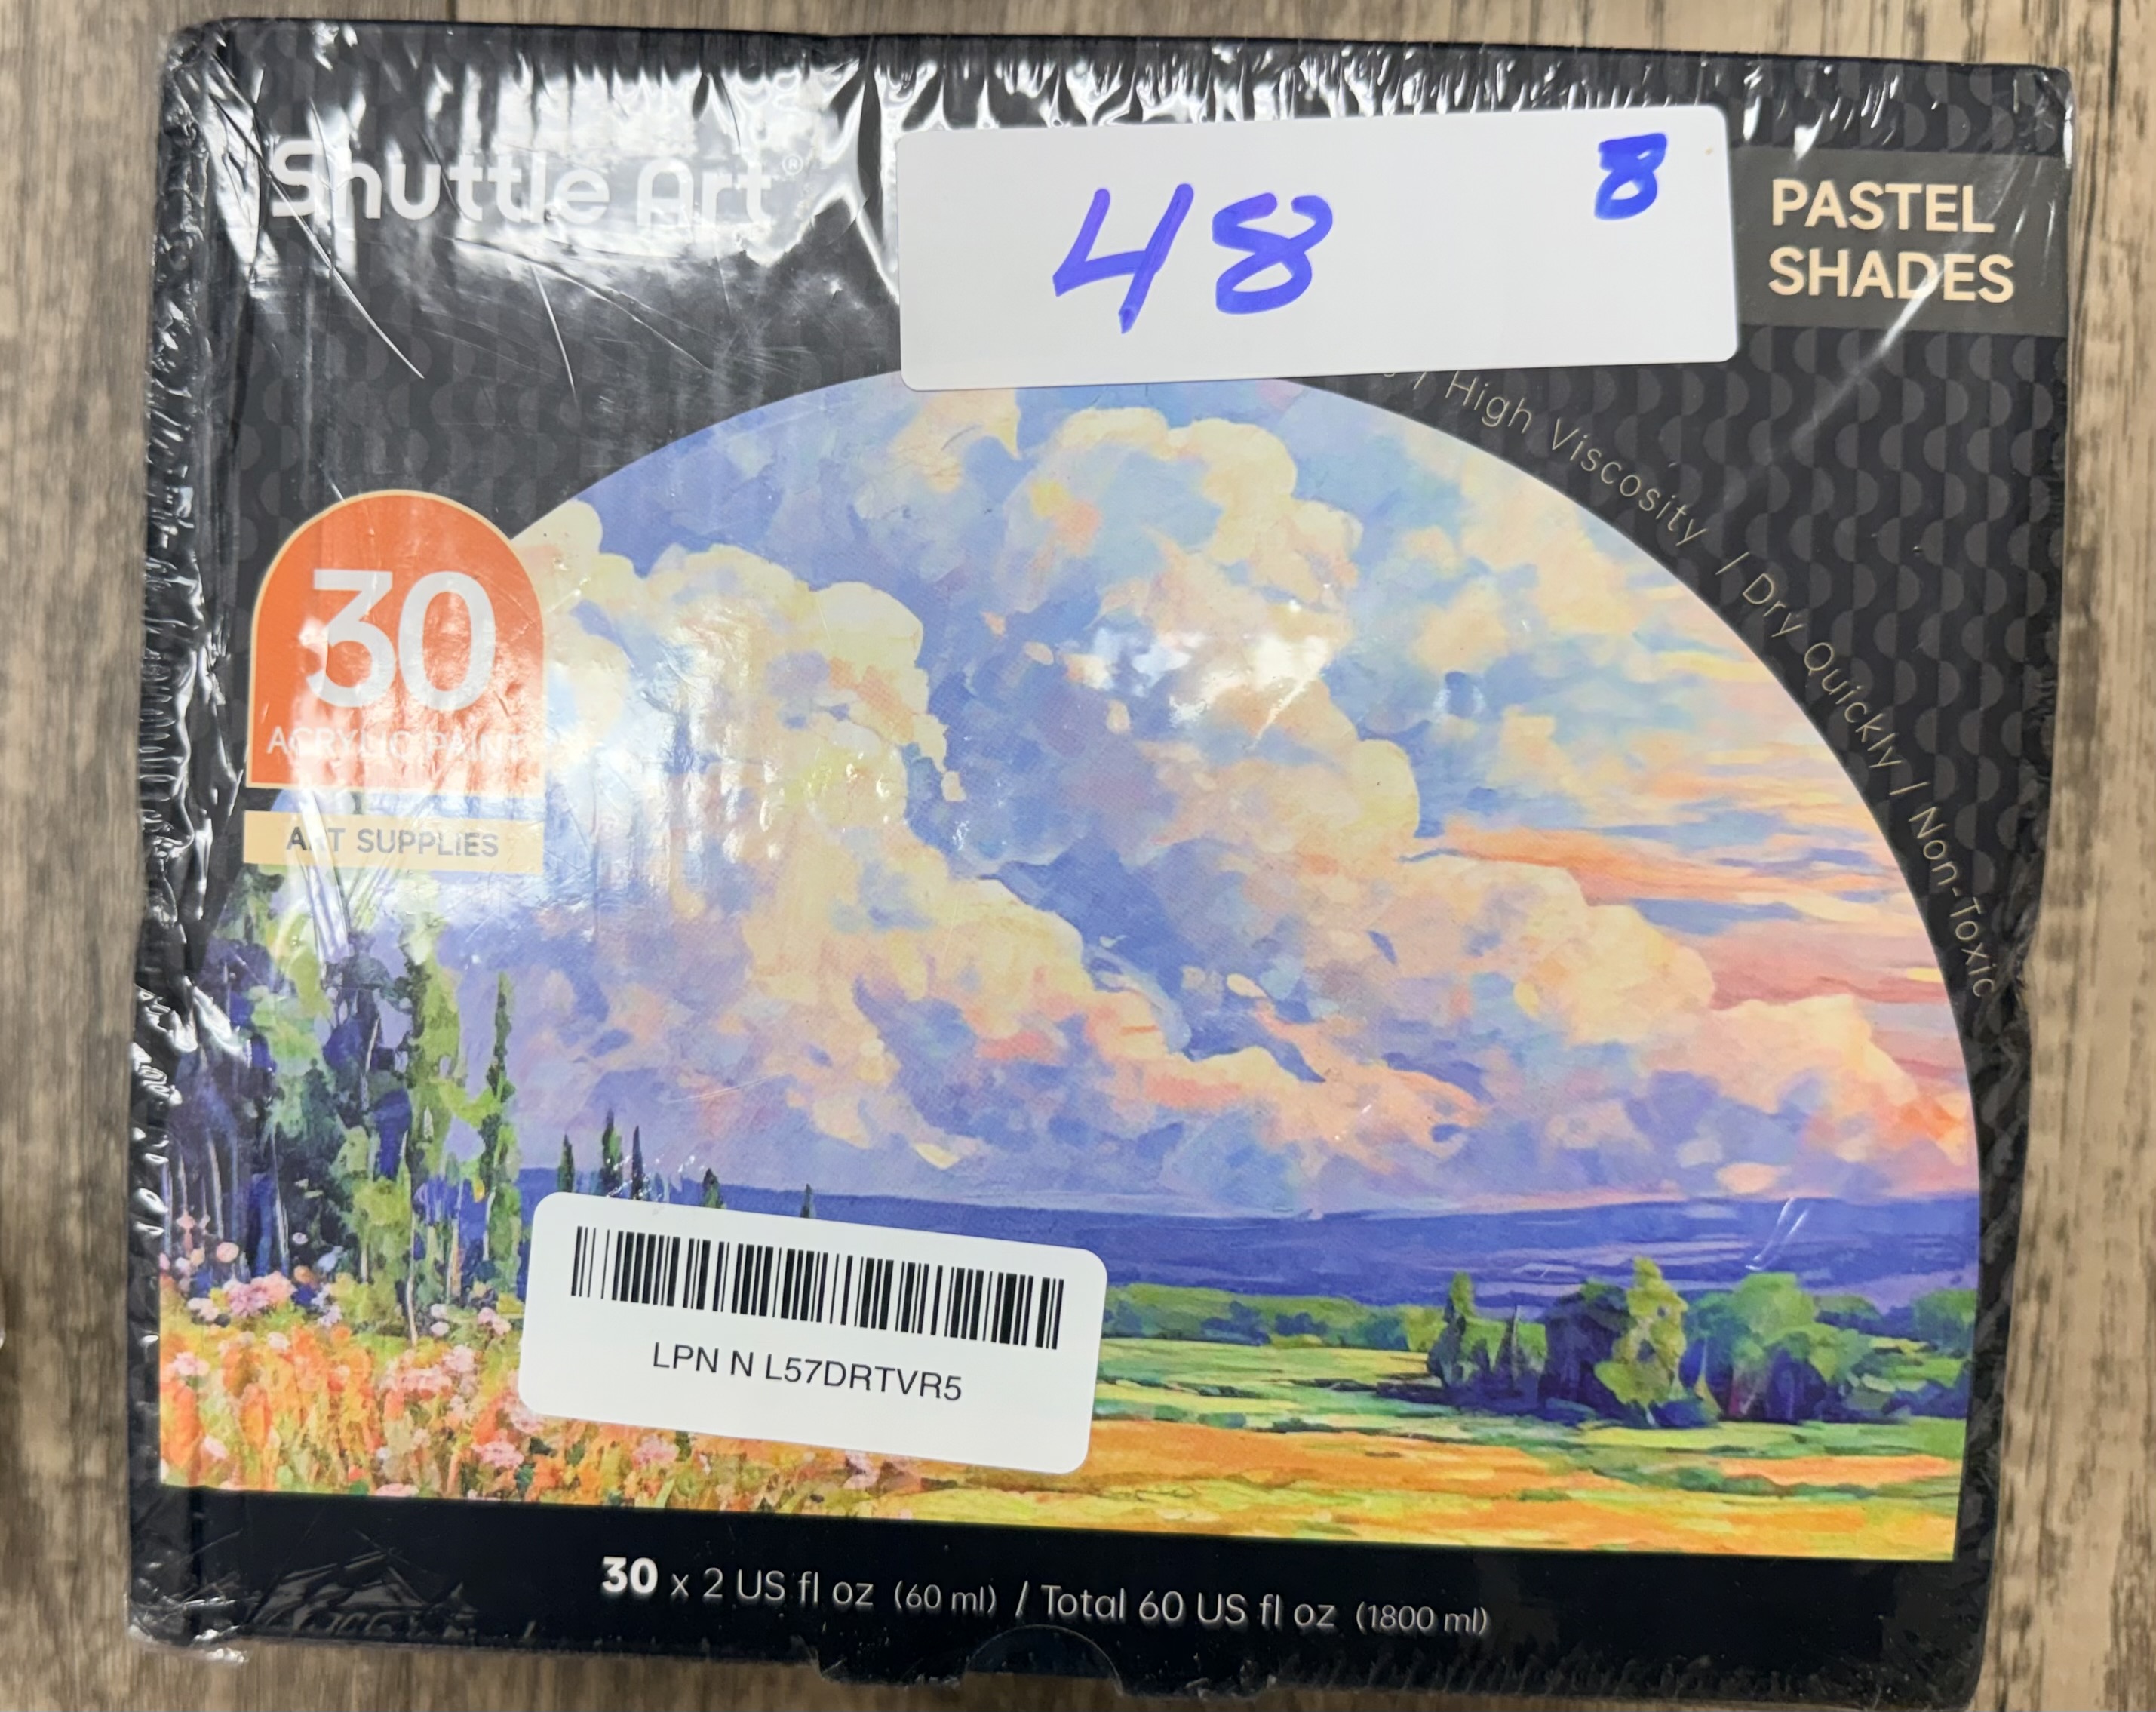 Shuttle Art®
48
8
PASTEL
SHADES
| High Viscosity / Dry Quickly / Non-Toxic
30
ACRYLIC PAINT
ART SUPPLIES
LPN N L57DRTVR5
30 x 2 US fl oz (60 ml) / Total 60 US fl oz (1800 ml)